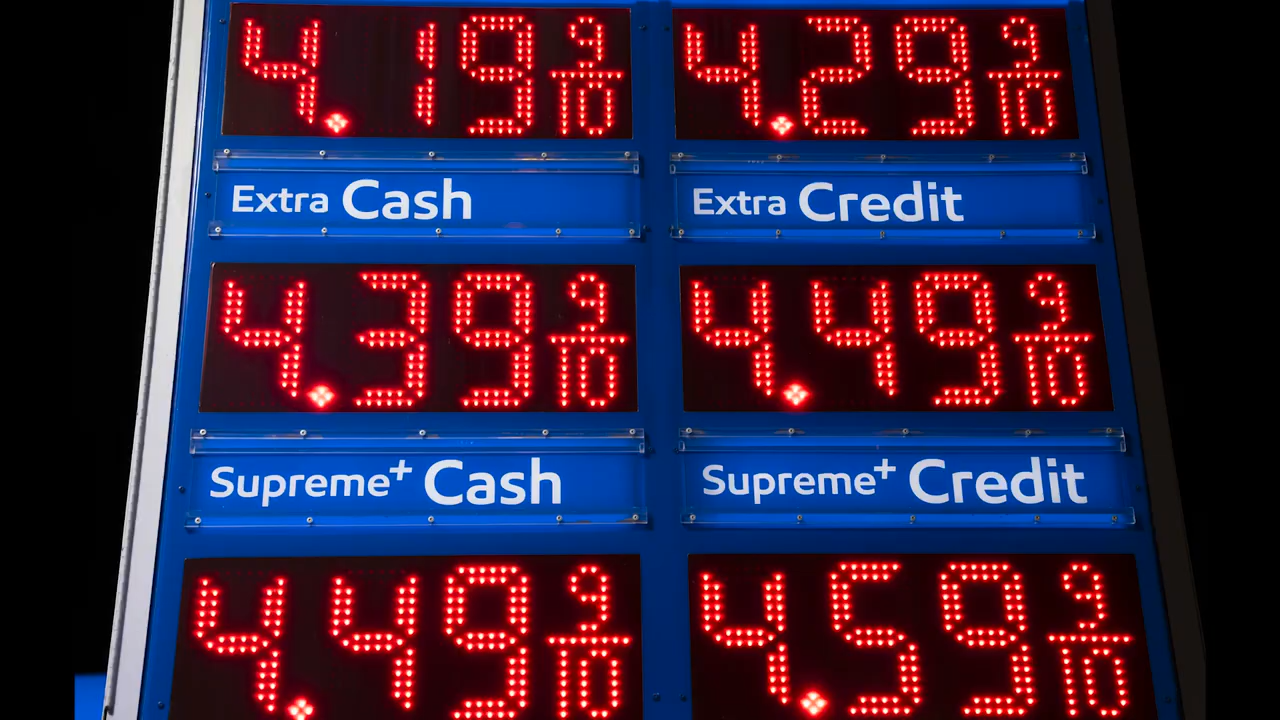 4.19 9/10 4.29 9/10
Extra Cash Extra Credit
4.39 9/10 4.49 9/10
Supreme+ Cash Supreme+ Credit
4.49 9/10 4.59 9/10